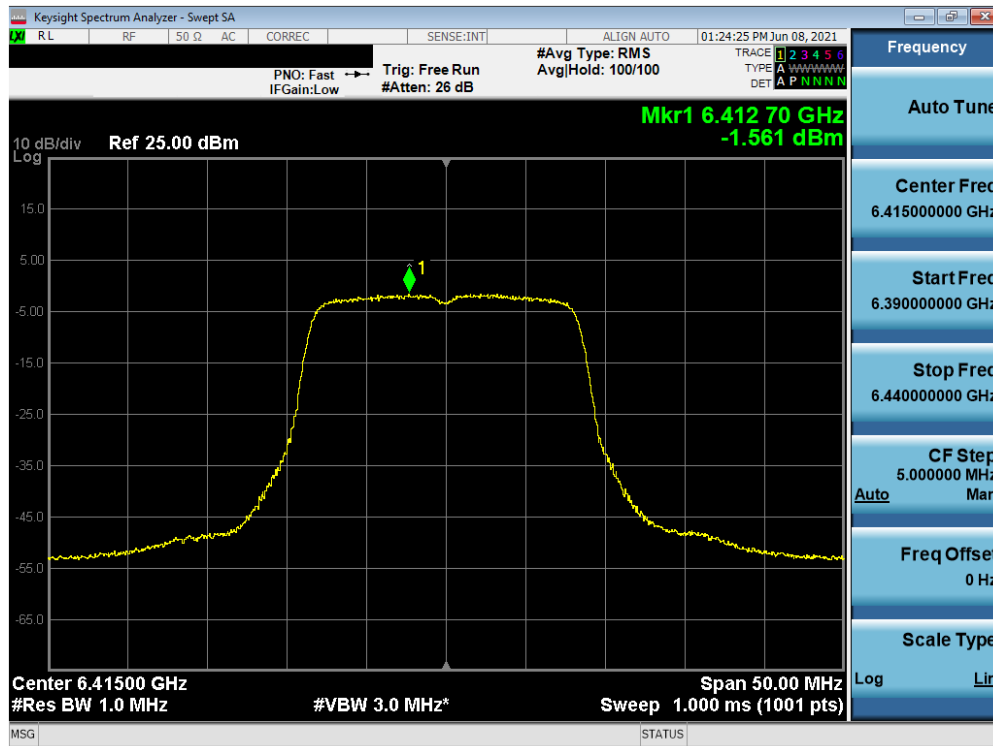 Keysight Spectrum Analyzer - Swept SA
LXI RL RF 50 Ω AC CORREC SENSE:INT ALIGN AUTO 01:24:25 PM Jun 08, 2021
PNO: Fast
IFGain:Low
Trig: Free Run
#Atten: 26 dB
#Avg Type: RMS
Avg|Hold: 100/100
TRACE 1 2 3 4 5 6
TYPE A WWWWW
DET A P N N N N
Mkr1 6.412 70 GHz
-1.561 dBm
10 dB/div
Log
Ref 25.00 dBm
15.0
5.00
-5.00
-15.0
-25.0
-35.0
-45.0
-55.0
-65.0
1
Center 6.41500 GHz
Span 50.00 MHz
#Res BW 1.0 MHz
#VBW 3.0 MHz*
Sweep 1.000 ms (1001 pts)
MSG
STATUS
Frequency
Auto Tune
Center Freq
6.415000000 GHz
Start Freq
6.390000000 GHz
Stop Freq
6.440000000 GHz
CF Step
5.000000 MHz
Auto Man
Freq Offset
0 Hz
Scale Type
Log Lin